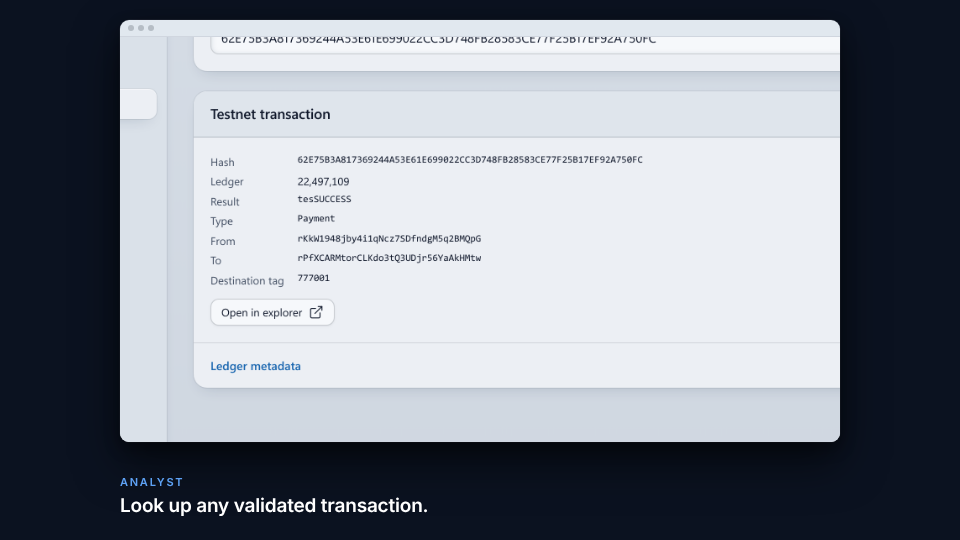 62E75B3A817369244A53E61E699022CC3D748FB28583CE77F25B17EF92A750FC
Testnet transaction
Hash 62E75B3A817369244A53E61E699022CC3D748FB28583CE77F25B17EF92A750FC
Ledger 22,497,109
Result tesSUCCESS
Type Payment
From rKkW1948jby4i1qNcz7SDfndgM5q2BMQpG
To rPfXCARMtorCLKdo3tQ3UDjr56YaAkHMtw
Destination tag 777001
Open in explorer
Ledger metadata
ANALYST
Look up any validated transaction.